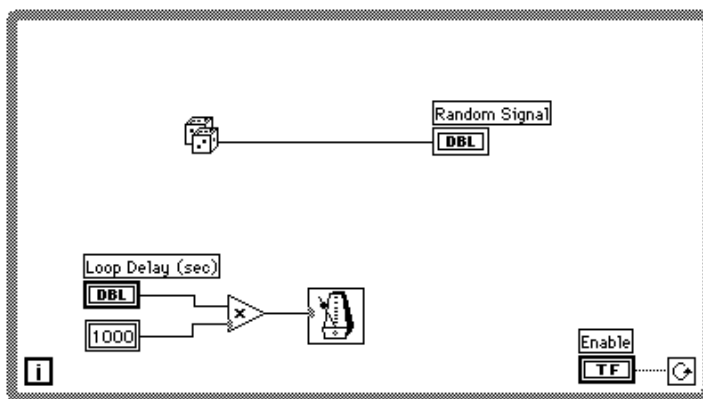 Random Signal
DBL
Loop Delay (sec)
DBL
x
1000
Enable
i
TF